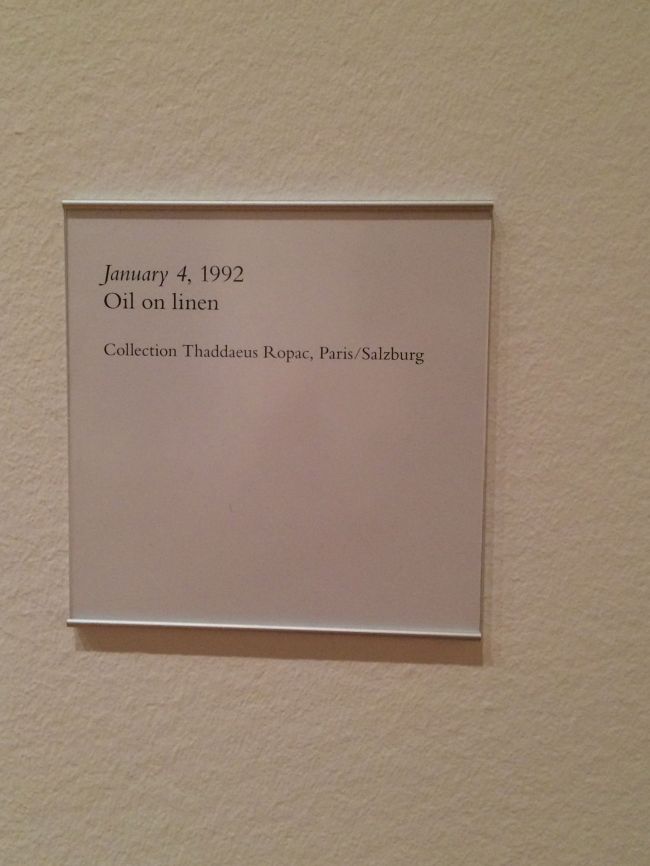 January 4, 1992
Oil on linen
Collection Thaddaeus Ropac, Paris/Salzburg